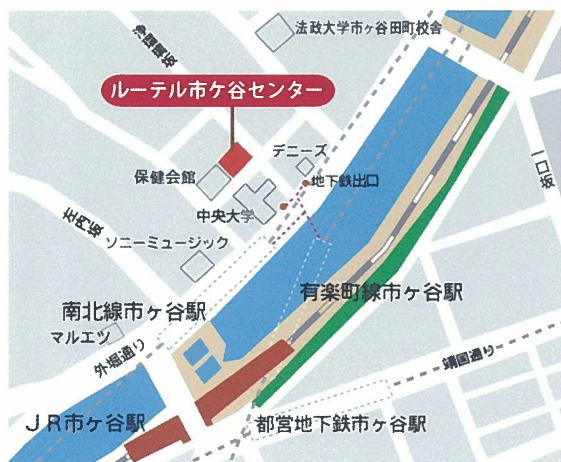 法政大学市ヶ谷田町校舎
浄瑠璃坂
ルーテル市ケ谷センター
デニーズ
一口坂
保健会館
地下鉄出口
中央大学
左内坂
ソニーミュージック
有楽町線市ヶ谷駅
南北線市ヶ谷駅
マルエツ
外堀通り
靖国通り
JR市ヶ谷駅
都営地下鉄市ヶ谷駅